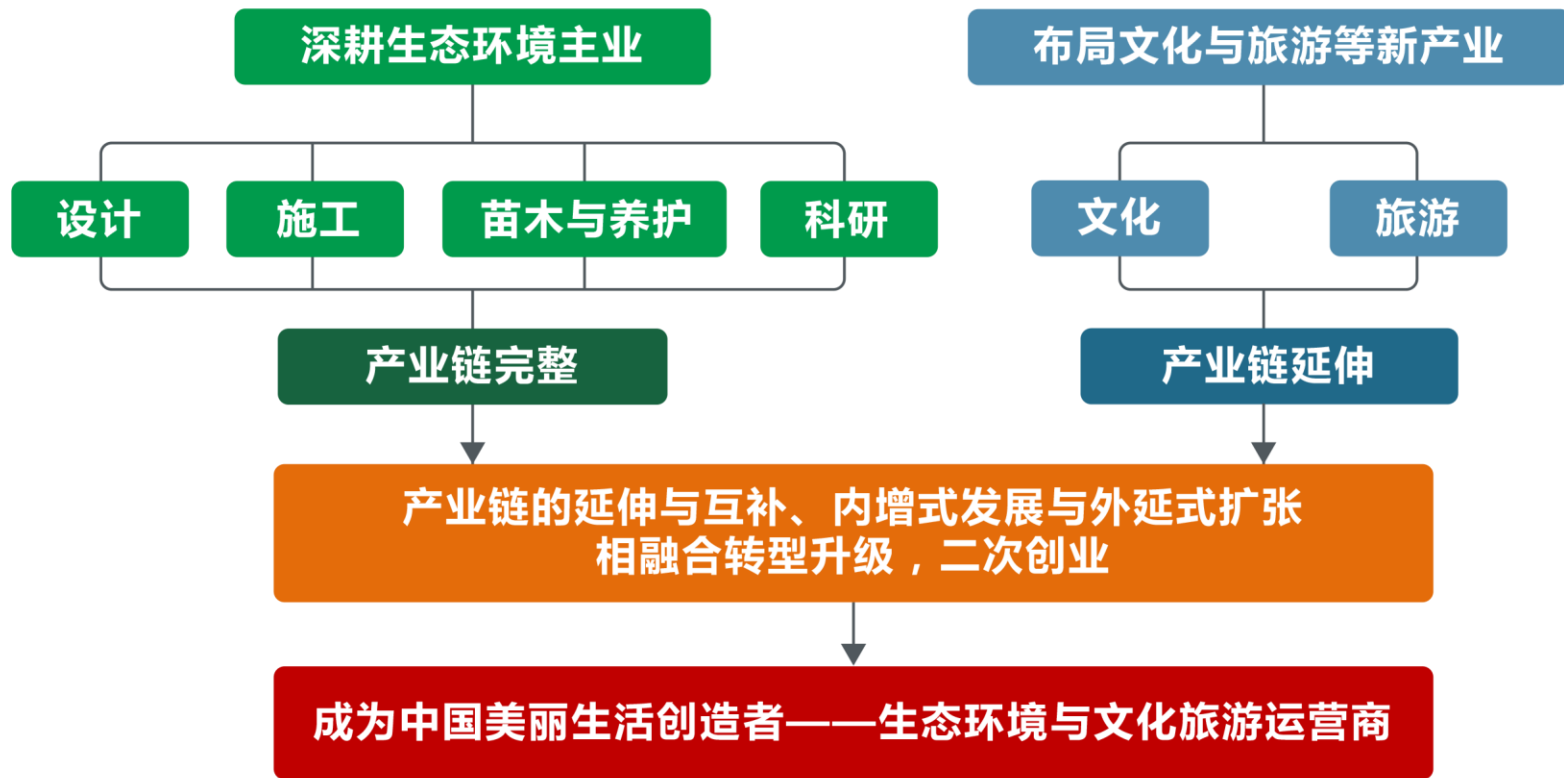 深耕生态环境主业
布局文化与旅游等新产业
设计
施工
苗木与养护
科研
文化
旅游
产业链完整
产业链延伸
产业链的延伸与互补、内增式发展与外延式扩张
相融合转型升级，二次创业
成为中国美丽生活创造者——生态环境与文化旅游运营商